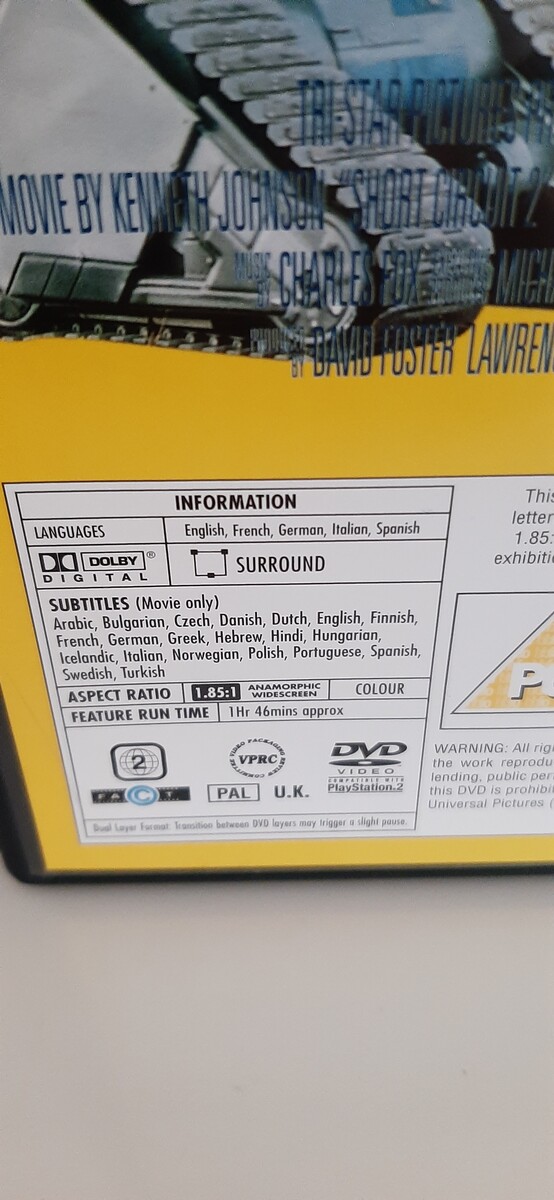 TRI-STAR PICTURES
MOVIE BY KENNETH JOHNSON "SHORT CIRCUIT 2"
MUSIC BY CHARLES FOX
BY DAVID FOSTER
INFORMATION
LANGUAGES English, French, German, Italian, Spanish
DOLBY® DIGITAL SURROUND
SUBTITLES (Movie only)
Arabic, Bulgarian, Czech, Danish, Dutch, English, Finnish,
French, German, Greek, Hebrew, Hindi, Hungarian,
Icelandic, Italian, Norwegian, Polish, Portuguese, Spanish,
Swedish, Turkish
ASPECT RATIO 1.85:1 ANAMORPHIC WIDESCREEN COLOUR
FEATURE RUN TIME 1Hr 46mins approx
2 VIDEO PACKAGING REVIEW COMMITTEE VPRC DVD VIDEO
F.A.C.T. PAL U.K. COMPATIBLE WITH PlayStation.2
Dual Layer Format: Transition between DVD layers may trigger a slight pause.
This
letter
1.85:
exhibitio
P
WARNING: All rig
the work reprodu
lending, public per
this DVD is prohibit
Universal Pictures (